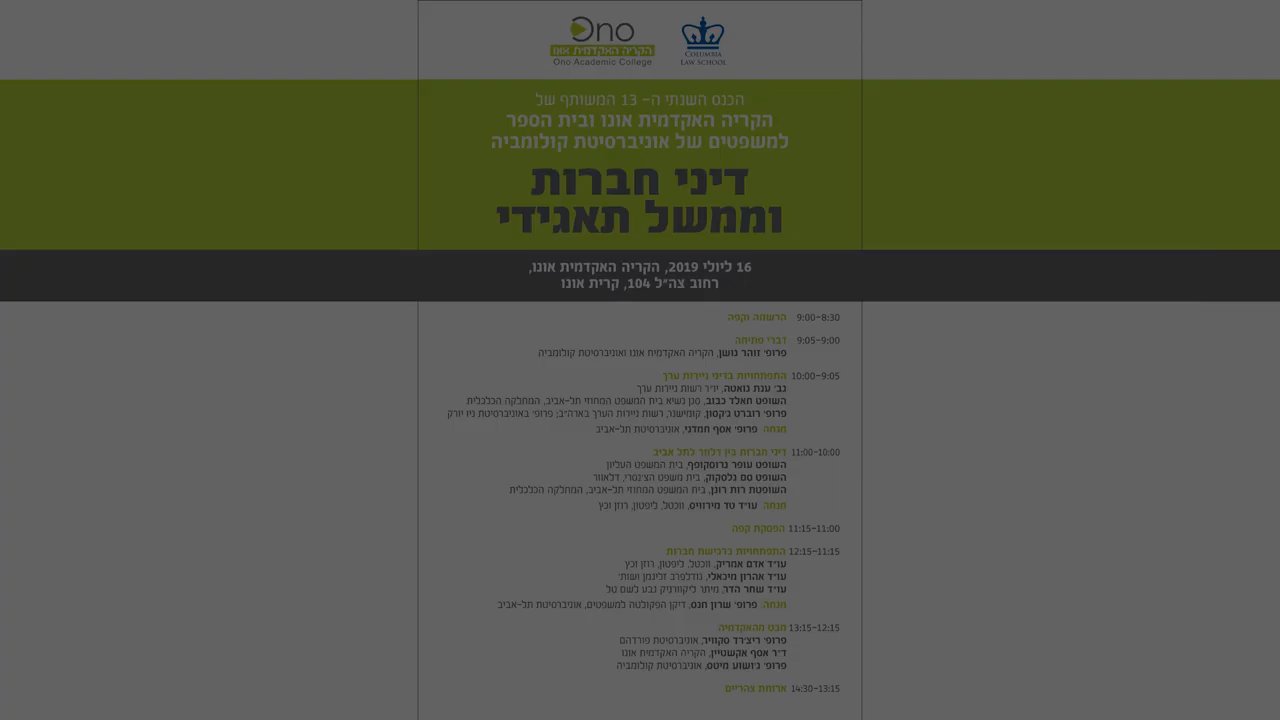 Ono
הקריה האקדמית אונו
Ono Academic College
COLUMBIA
LAW SCHOOL
הכנס השנתי ה- 13 המשותף של
הקריה האקדמית אונו ובית הספר
למשפטים של אוניברסיטת קולומביה
דיני חברות
וממשל תאגידי
16 ליולי 2019, הקריה האקדמית אונו,
רחוב צה"ל 104, קרית אונו
9:00-8:30 הרשמה וקפה
9:05-9:00 דברי פתיחה
פרופ' זוהר גושן, הקריה האקדמית אונו ואוניברסיטת קולומביה
10:00-9:05 התפתחויות בדיני ניירות ערך
גב' ענת גואטה, יו"ר רשות ניירות ערך
השופט חאלד כבוב, סגן נשיא בית המשפט המחוזי תל-אביב, המחלקה הכלכלית
פרופ' רוברט ג'קסון, קומישנר, רשות ניירות הערך בארה"ב; פרופ' באוניברסיטת ניו יורק
מנחה פרופ' אסף חמדני, אוניברסיטת תל-אביב
11:00-10:00 דיני חברות בין דלוור לתל אביב
השופט עופר גרוסקופף, בית המשפט העליון
השופט סם גלסקוק, בית משפט הצ'נסרי, דלאוור
השופטת רות רונן, בית המשפט המחוזי תל-אביב, המחלקה הכלכלית
מנחה עו"ד טד מירוויס, ווכטל, ליפטון, רוזן וכץ
11:15-11:00 הפסקת קפה
12:15-11:15 התפתחויות ברכישת חברות
עו"ד אדם אמריק, ווכטל, ליפטון, רוזן וכץ
עו"ד אהרון מיכאלי, גולדפרב זליגמן ושות'
עו"ד שחר הדר, מיתר ליקוורניק גבע לשם טל
מנחה פרופ' שרון חנס, דיקן הפקולטה למשפטים, אוניברסיטת תל-אביב
13:15-12:15 מבט מהאקדמיה
פרופ' ריצ'רד סקוויר, אוניברסיטת פורדהם
ד"ר אסף אקשטיין, הקריה האקדמית אונו
פרופ' ג'ושוע מיטס, אוניברסיטת קולומביה
14:30-13:15 ארוחת צהריים